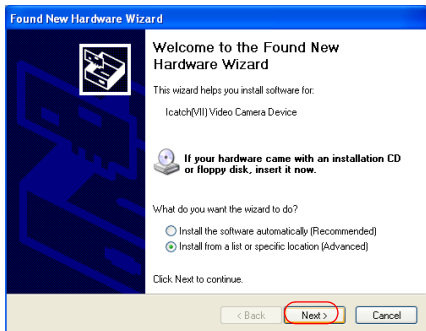 Found New Hardware Wizard
Welcome to the Found New
Hardware Wizard
This wizard helps you install software for:
Icatch(VII) Video Camera Device
If your hardware came with an installation CD
or floppy disk, insert it now.
What do you want the wizard to do?
Install the software automatically (Recommended)
Install from a list or specific location (Advanced)
Click Next to continue.
< Back
Next >
Cancel